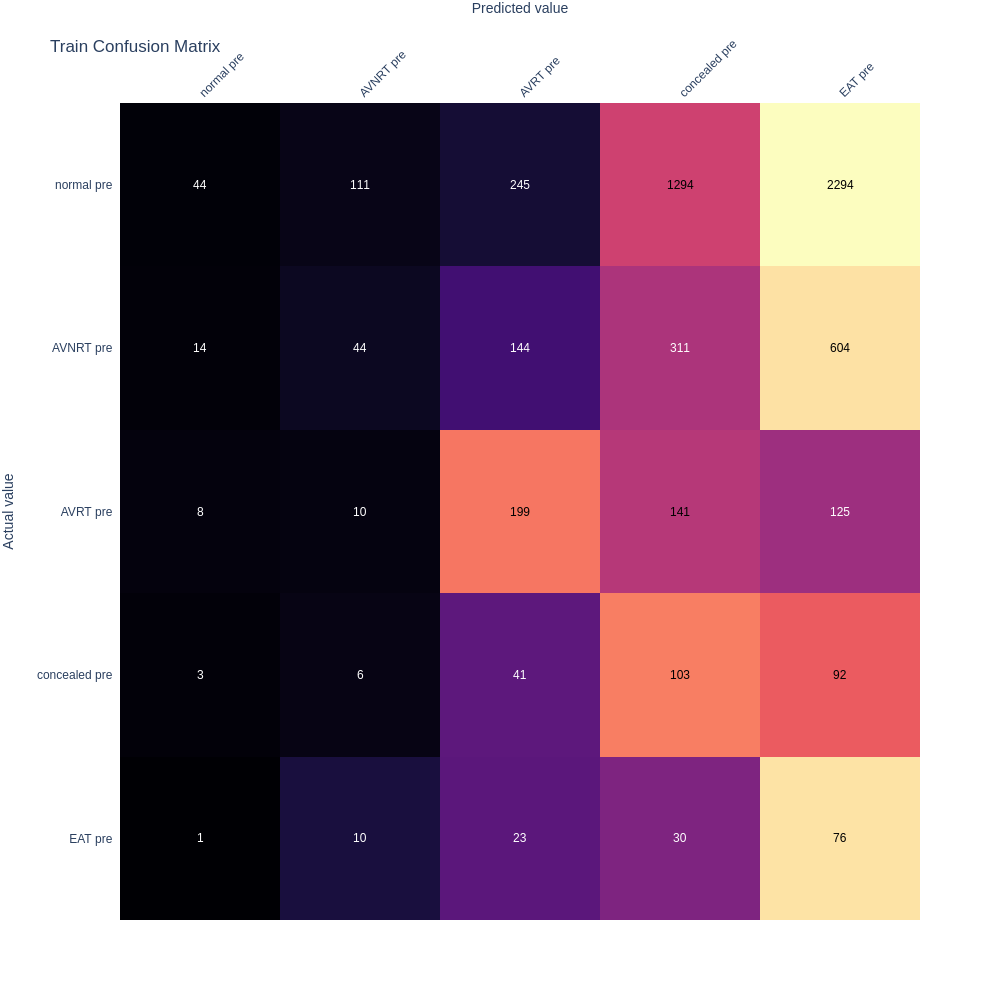 Predicted value
Train Confusion Matrix
normal pre
AVNRT pre
AVRT pre
concealed pre
EAT pre
normal pre 44 111 245 1294 2294
AVNRT pre 14 44 144 311 604
AVRT pre 8 10 199 141 125
concealed pre 3 6 41 103 92
EAT pre 1 10 23 30 76
Actual value